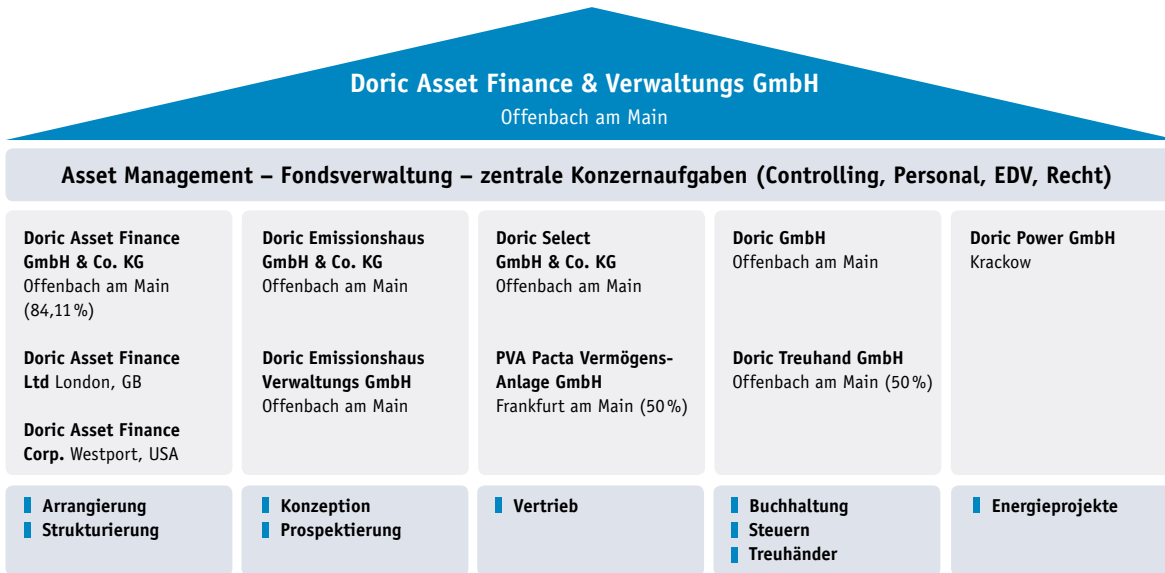 Doric Asset Finance & Verwaltungs GmbH
Offenbach am Main
Asset Management – Fondsverwaltung – zentrale Konzernaufgaben (Controlling, Personal, EDV, Recht)
Doric Asset Finance
GmbH & Co. KG
Offenbach am Main
(84,11 %)
Doric Asset Finance
Ltd London, GB
Doric Asset Finance
Corp. Westport, USA
Doric Emissionshaus
GmbH & Co. KG
Offenbach am Main
Doric Emissionshaus
Verwaltungs GmbH
Offenbach am Main
Doric Select
GmbH & Co. KG
Offenbach am Main
PVA Pacta Vermögens-
Anlage GmbH
Frankfurt am Main (50 %)
Doric GmbH
Offenbach am Main
Doric Treuhand GmbH
Offenbach am Main (50 %)
Doric Power GmbH
Krackow
Arrangierung
Strukturierung
Konzeption
Prospektierung
Vertrieb
Buchhaltung
Steuern
Treuhänder
Energieprojekte